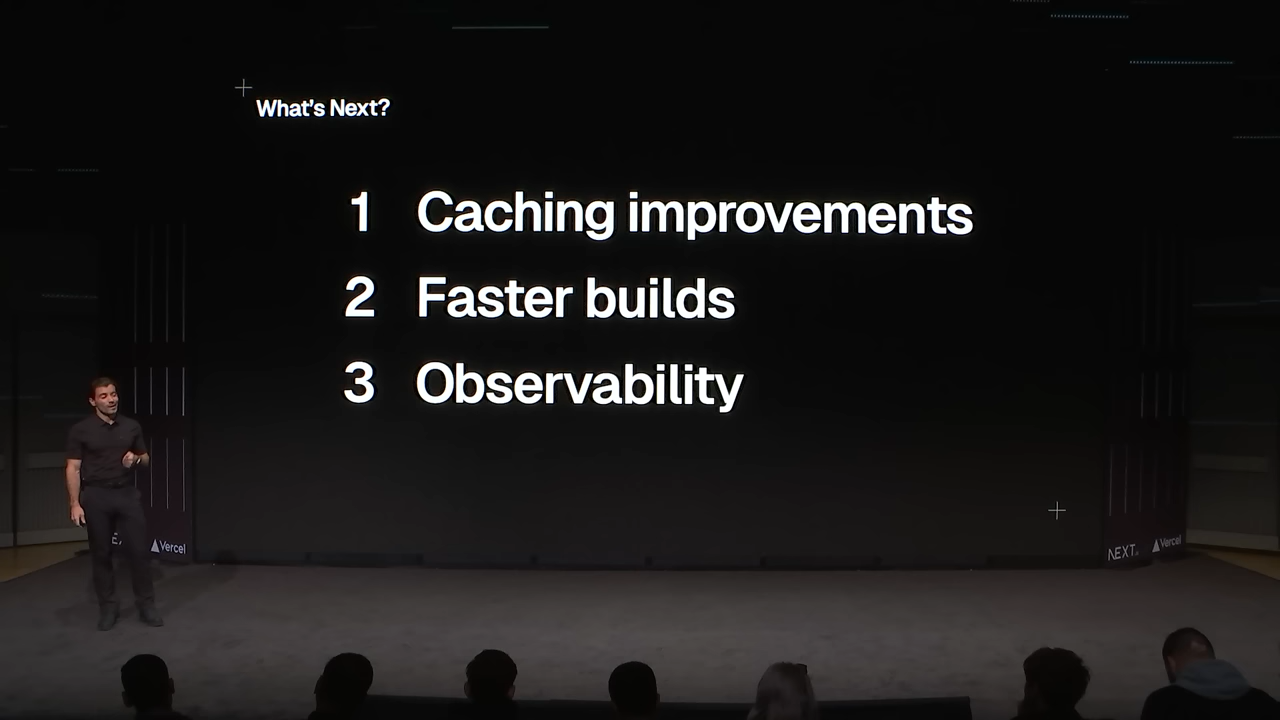 What's Next?
1 Caching improvements
2 Faster builds
3 Observability
Vercel
NEXT
Vercel